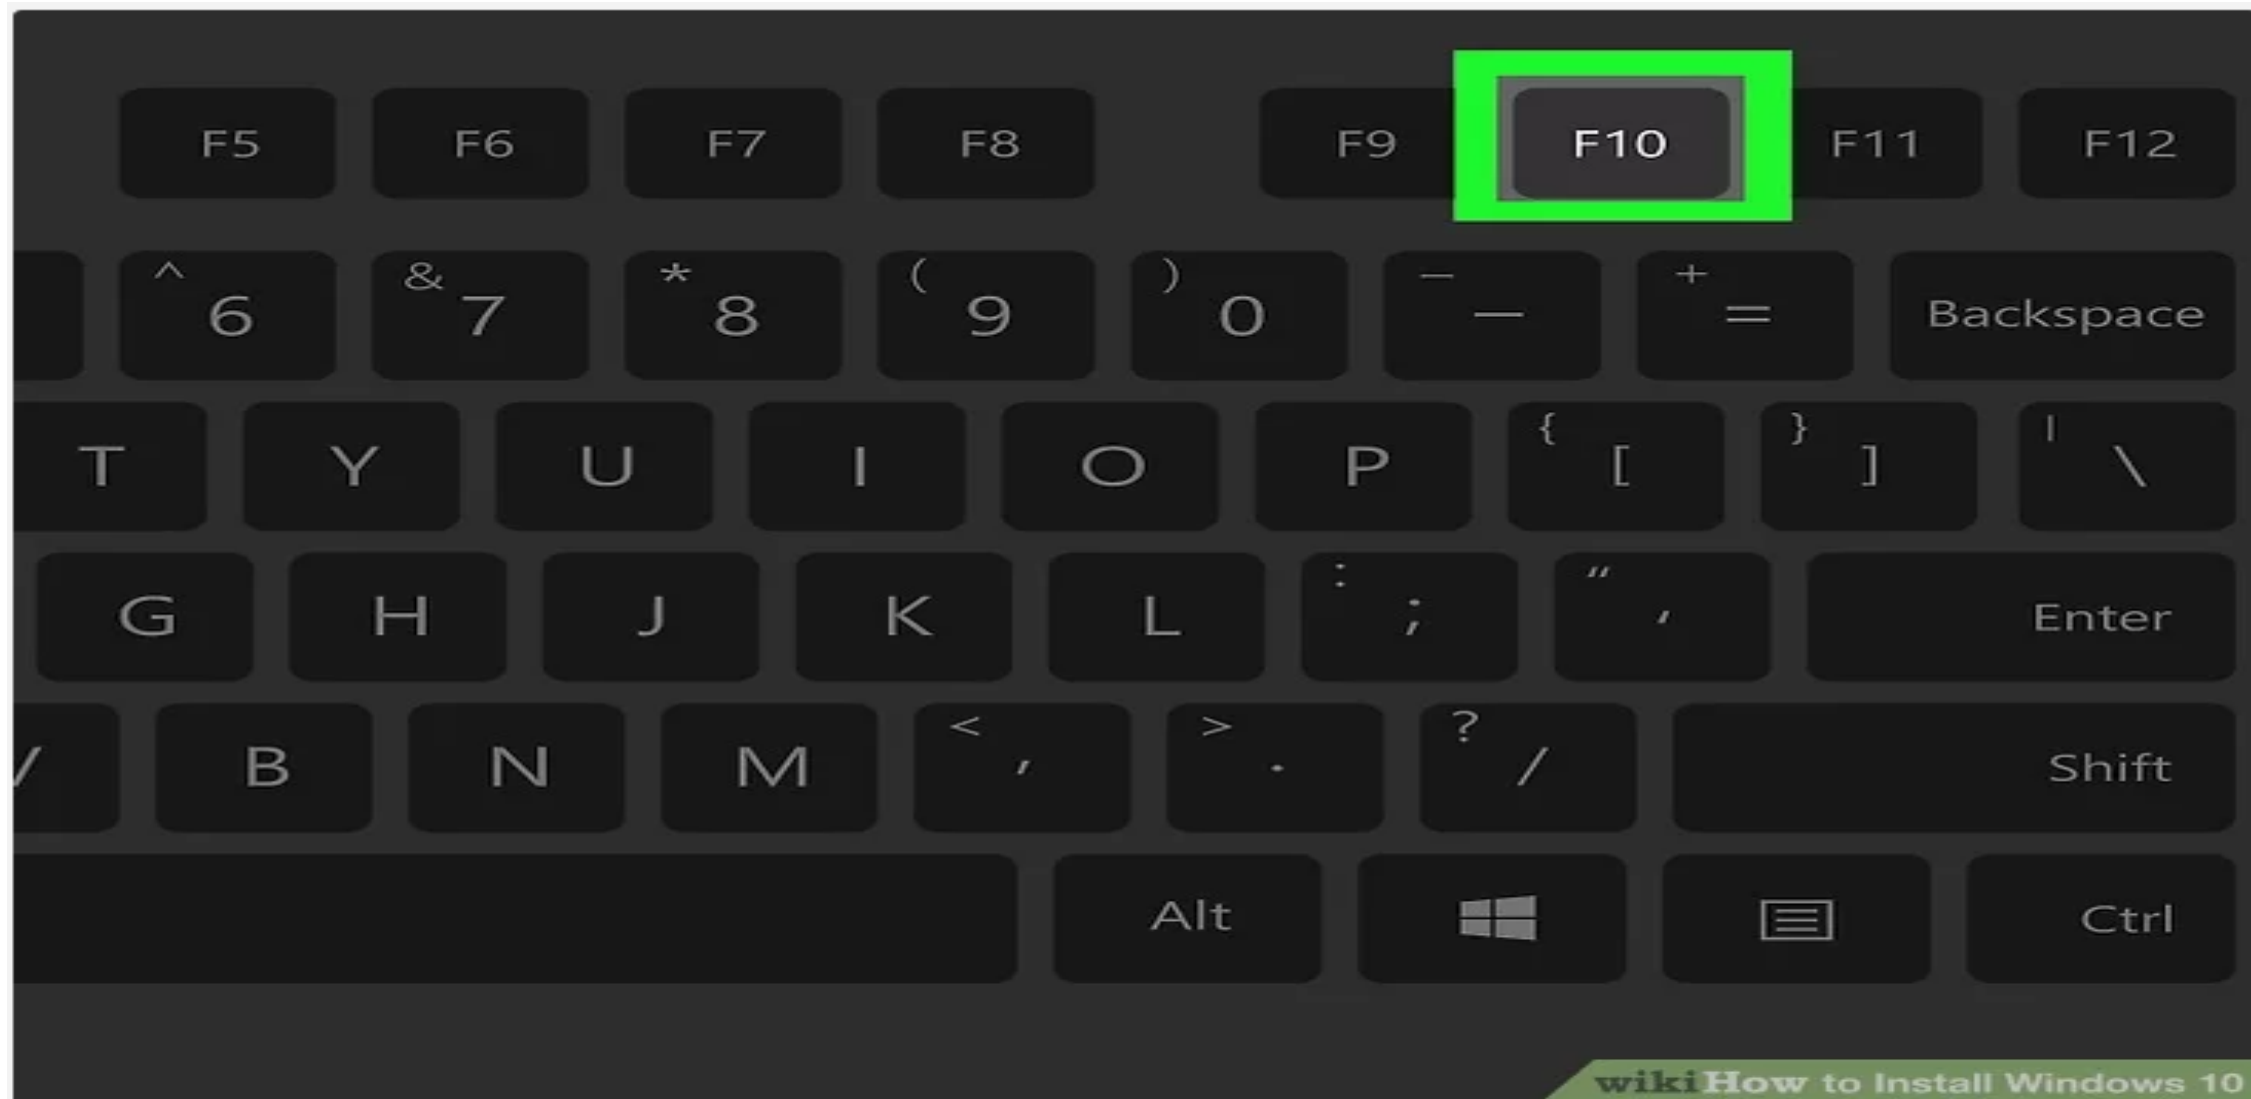 F5 F6 F7 F8 F9 F10 F11 F12
^ 6 & 7 * 8 ( 9 ) 0 _ - + = Backspace
T Y U I O P { [ } ] | \
G H J K L : ; " ' Enter
V B N M < , > . ? / Shift
Alt Ctrl
wikiHow to Install Windows 10